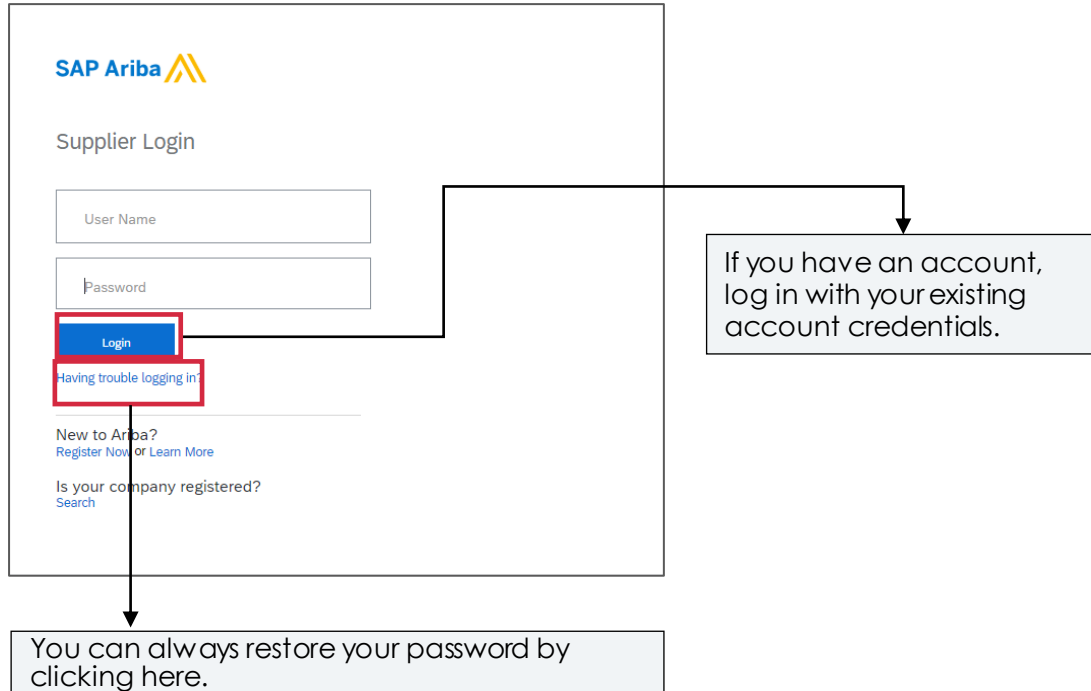 SAP Ariba
Supplier Login
User Name
Password
Login
Having trouble logging in?
New to Ariba?
Register Now or Learn More
Is your company registered?
Search
If you have an account,
log in with your existing
account credentials.
You can always restore your password by
clicking here.